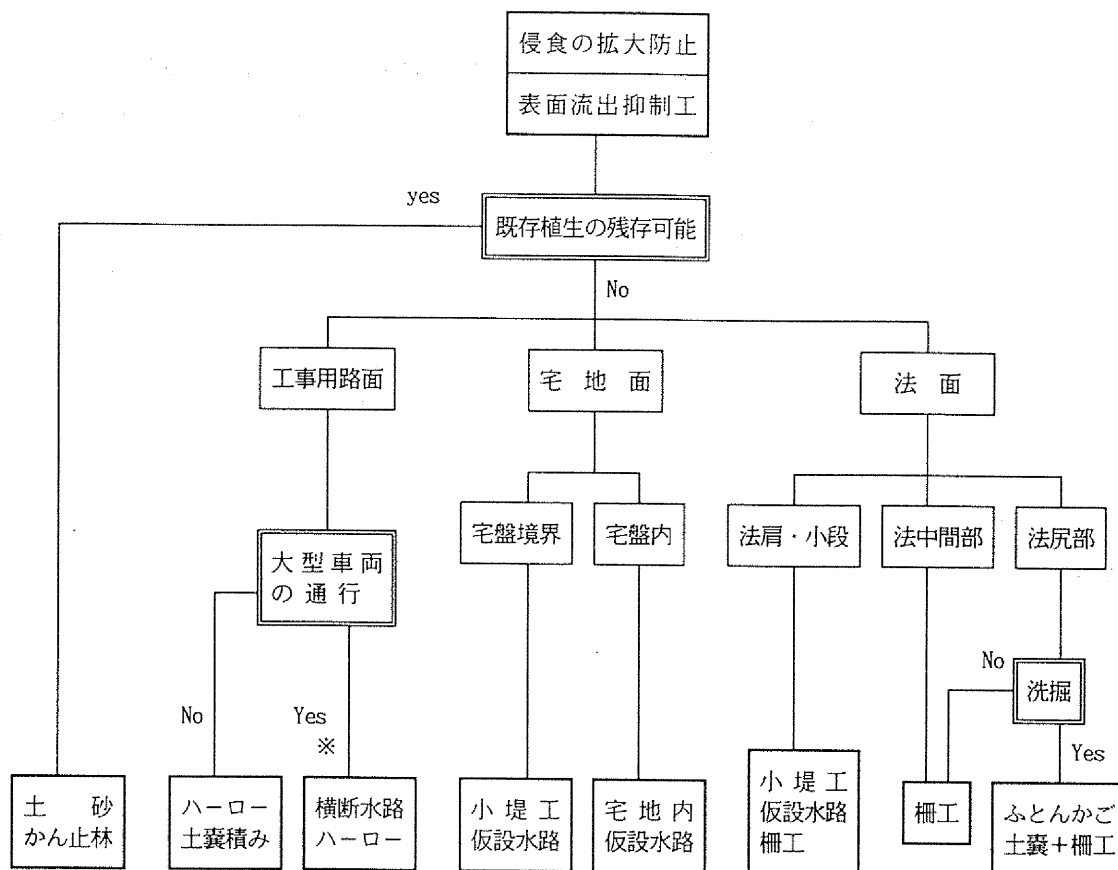 侵食の拡大防止
表面流出抑制工
yes
既存植生の残存可能
No
工事用路面
宅地面
法面
宅盤境界
宅盤内
法肩・小段
法中間部
法尻部
大型車両
の通行
No
洗掘
No
Yes
※
Yes
土砂
かん止林
ハーロー
土嚢積み
横断水路
ハーロー
小堤工
仮設水路
宅地内
仮設水路
小堤工
仮設水路
柵工
柵工
ふとんかご
土嚢+柵工